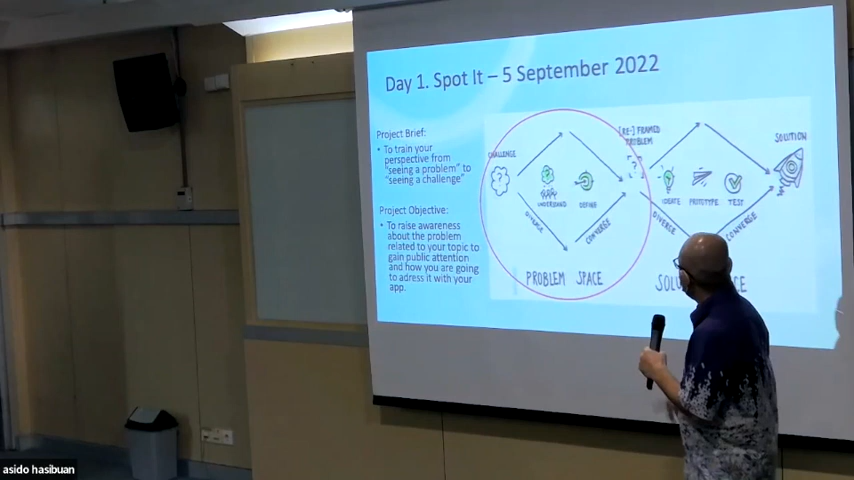 Day 1. Spot It – 5 September 2022
Project Brief:
• To train your
perspective from
"seeing a problem" to
"seeing a challenge"
Project Objective:
• To raise awareness
about the problem
related to your topic to
gain public attention
and how you are going
to adress it with your
app.
CHALLENGE
UNDERSTAND
DEFINE
DIVERGE
CONVERGE
PROBLEM SPACE
[RE-] FRAMED
PROBLEM
?
IDEATE
PROTOTYPE
TEST
DIVERGE
CONVERGE
SOLUTION
asido hasibuan